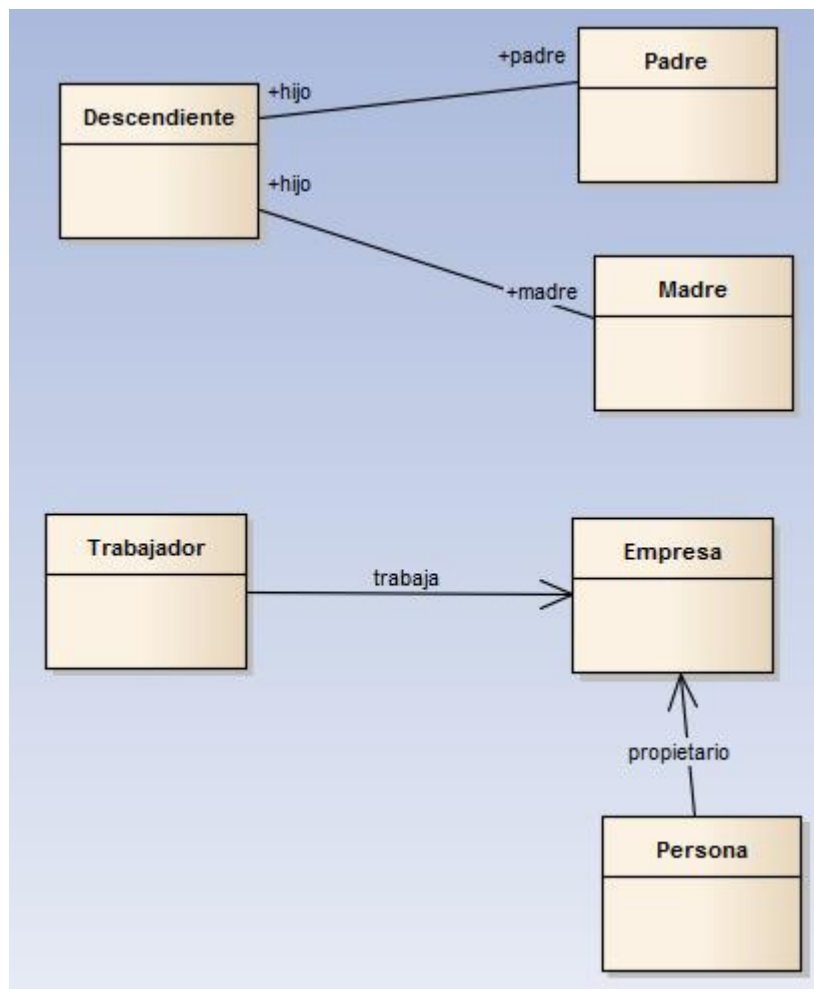 +padre
Padre
+hijo
Descendiente
+hijo
+madre
Madre
Trabajador
trabaja
Empresa
propietario
Persona